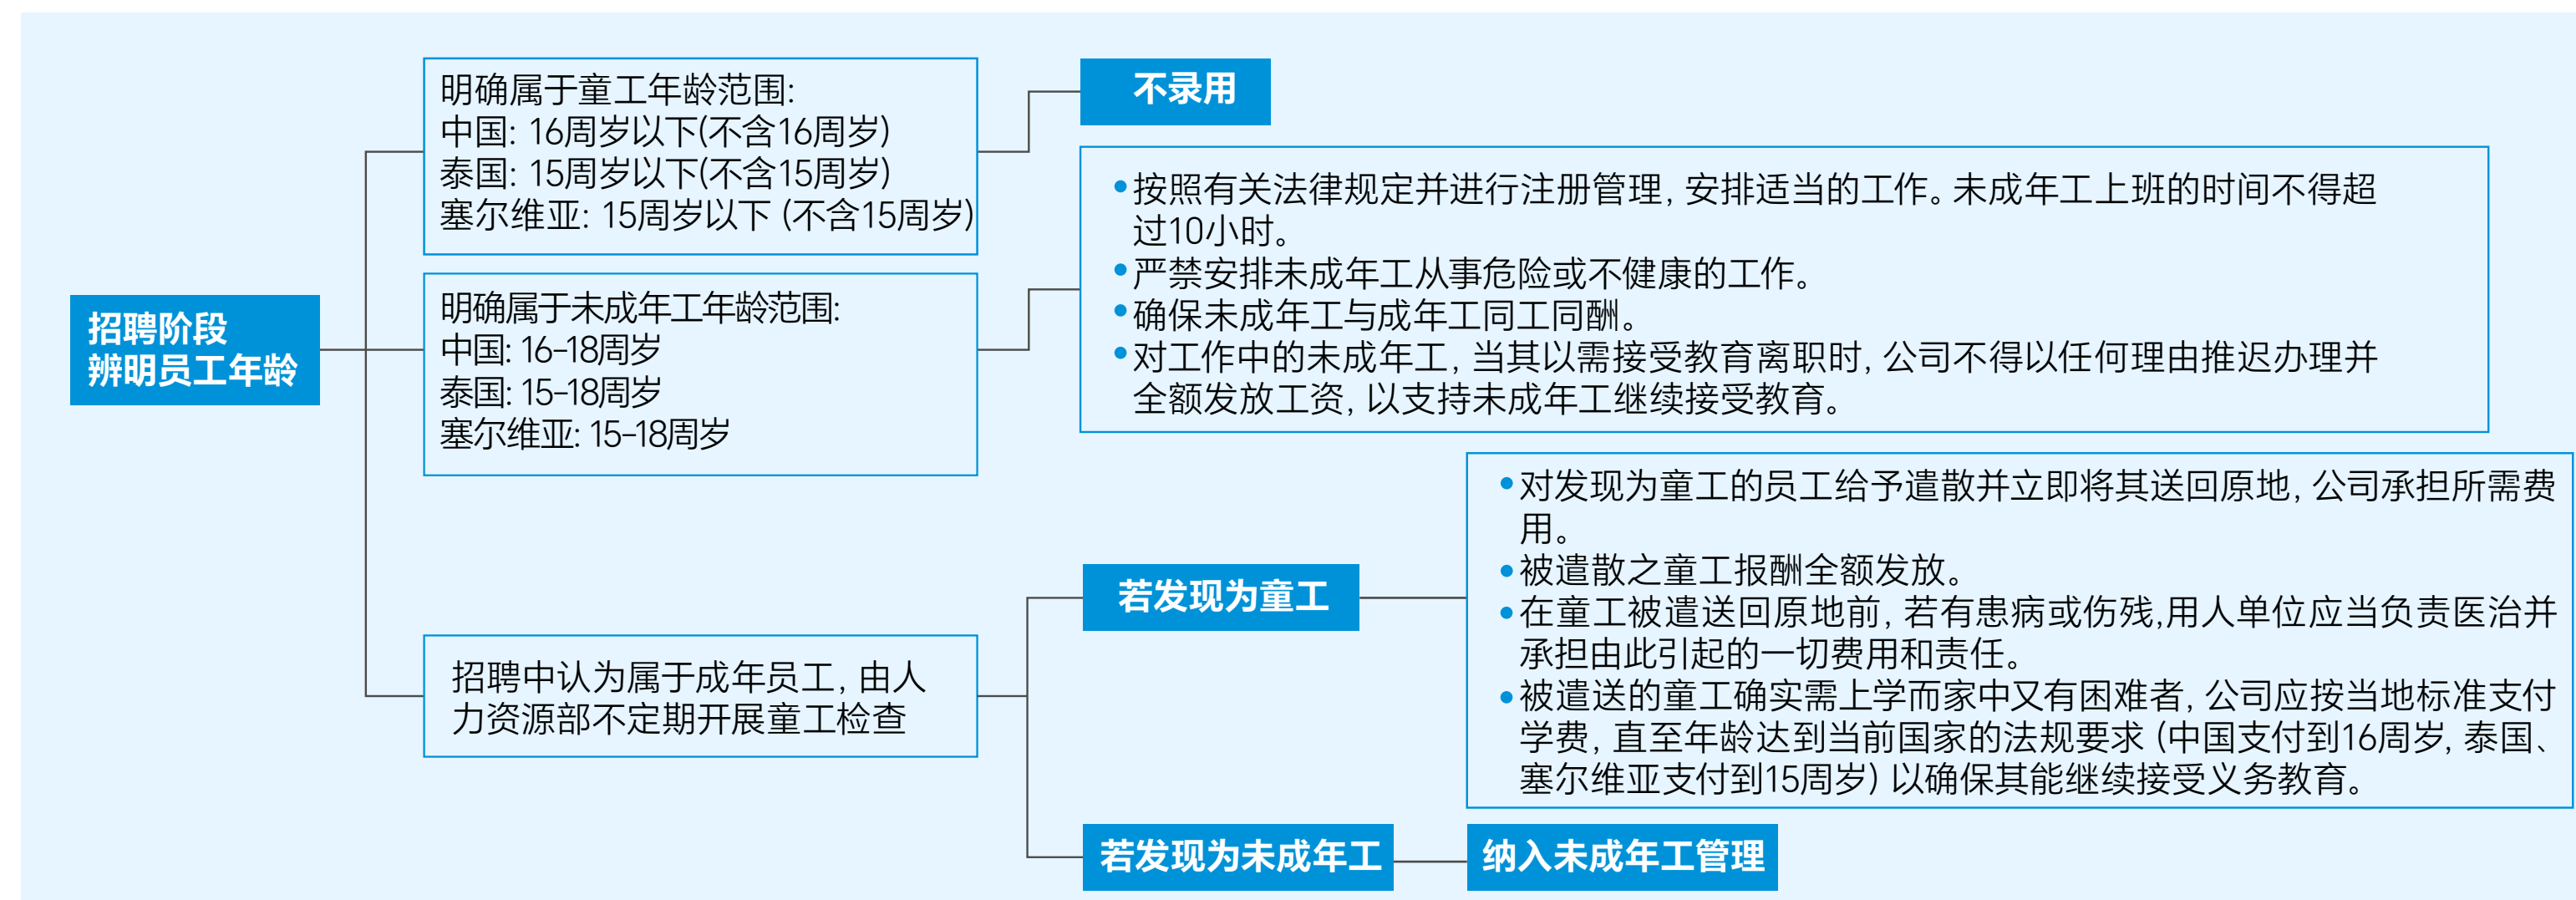 招聘阶段
辨明员工年龄
明确属于童工年龄范围:
中国: 16周岁以下(不含16周岁)
泰国: 15周岁以下(不含15周岁)
塞尔维亚: 15周岁以下 (不含15周岁)
不录用
明确属于未成年工年龄范围:
中国: 16-18周岁
泰国: 15-18周岁
塞尔维亚: 15-18周岁
•按照有关法律规定并进行注册管理, 安排适当的工作。未成年工上班的时间不得超
过10小时。
•严禁安排未成年工从事危险或不健康的工作。
•确保未成年工与成年工同工同酬。
•对工作中的未成年工, 当其以需接受教育离职时, 公司不得以任何理由推迟办理并
全额发放工资, 以支持未成年工继续接受教育。
招聘中认为属于成年员工, 由人
力资源部不定期开展童工检查
若发现为童工
•对发现为童工的员工给予遣散并立即将其送回原地, 公司承担所需费
用。
•被遣散之童工报酬全额发放。
•在童工被遣送回原地前, 若有患病或伤残,用人单位应当负责医治并
承担由此引起的一切费用和责任。
•被遣送的童工确实需上学而家中又有困难者, 公司应按当地标准支付
学费, 直至年龄达到当前国家的法规要求 (中国支付到16周岁, 泰国、
塞尔维亚支付到15周岁) 以确保其能继续接受义务教育。
若发现为未成年工
纳入未成年工管理